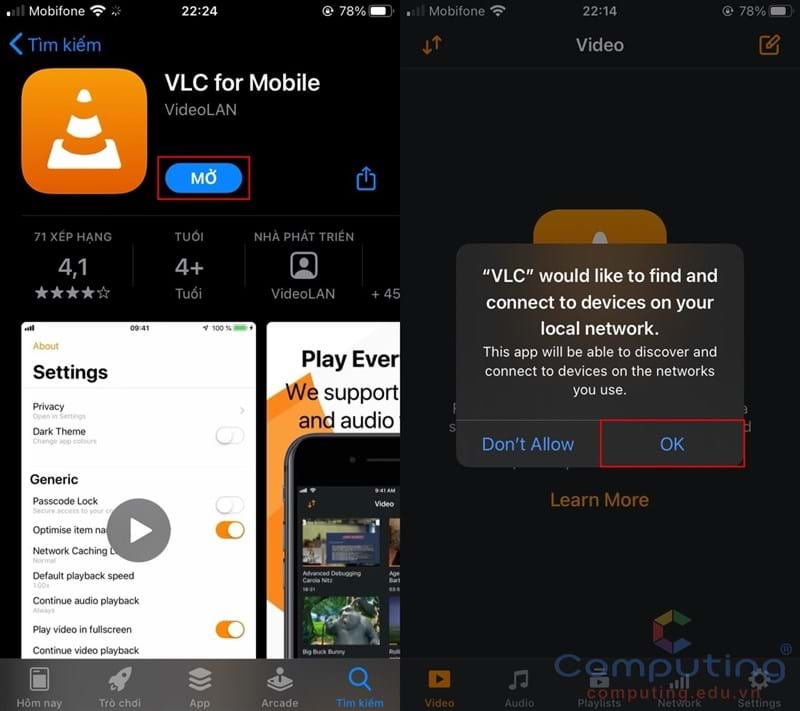 Mobifone
22:24
78%
Tìm kiếm
VLC for Mobile
VideoLAN
MỞ
71 XẾP HẠNG
4,1
TUỔI
4+
Tuổi
NHÀ PHÁT TRIỂN
VideoLAN
+ 45
09:41
100 %
About
Settings
Privacy
Open in Settings
Dark Theme
Change app colours
Generic
Passcode Lock
Secure access to your co
Optimise item na
Network Caching L
Normal
Default playback speed
1.00x
Continue audio playback
Always
Play video in fullscreen
Continue video playback
Play Ever
We support
and audio
9:41 AM
Video
Advanced Debugging
Carola Nitz
Big Buck Bunny
Hôm nay
Trò chơi
App
Arcade
Tìm kiếm
Mobifone
22:14
78%
Video
“VLC” would like to find and
connect to devices on your
local network.
This app will be able to discover and
connect to devices on the networks
you use.
Don’t Allow
OK
Learn More
Computing®
computing.edu.vn
Video
Audio
Playlists
Settings